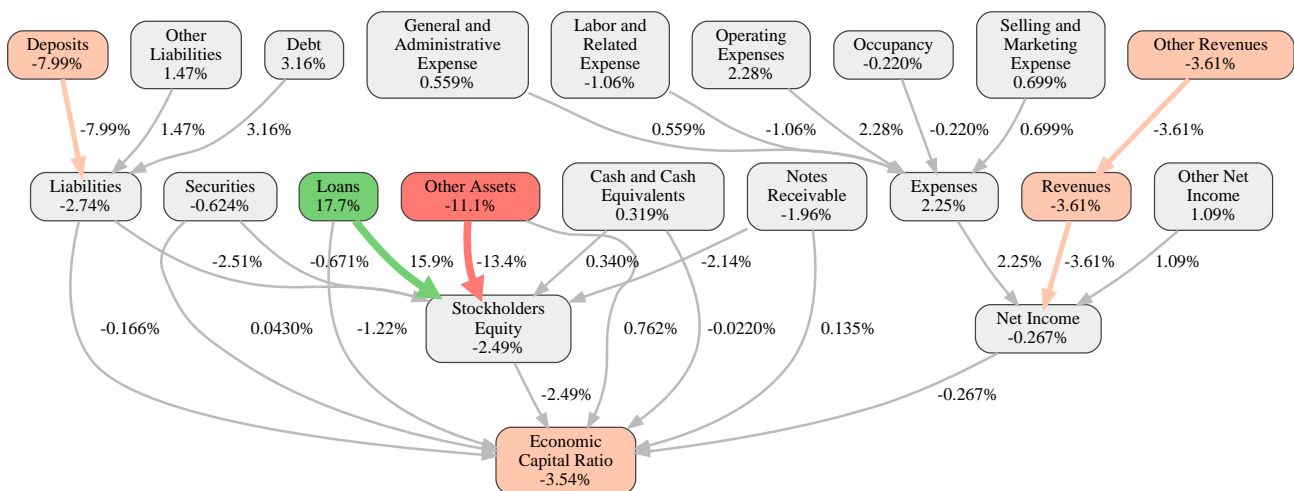 Deposits
-7.99%
Other
Liabilities
1.47%
Debt
3.16%
General and
Administrative
Expense
0.559%
Labor and
Related
Expense
-1.06%
Operating
Expenses
2.28%
Occupancy
-0.220%
Selling and
Marketing
Expense
0.699%
Other Revenues
-3.61%
-7.99%
1.47%
3.16%
0.559%
-1.06%
2.28%
-0.220%
0.699%
-3.61%
Liabilities
-2.74%
Securities
-0.624%
Loans
17.7%
Other Assets
-11.1%
Cash and Cash
Equivalents
0.319%
Notes
Receivable
-1.96%
Expenses
2.25%
Revenues
-3.61%
Other Net
Income
1.09%
-2.51%
-0.671%
15.9%
-13.4%
0.340%
-2.14%
2.25%
-3.61%
1.09%
-0.166%
0.0430%
-1.22%
Stockholders
Equity
-2.49%
0.762%
-0.0220%
0.135%
Net Income
-0.267%
-2.49%
-0.267%
Economic
Capital Ratio
-3.54%